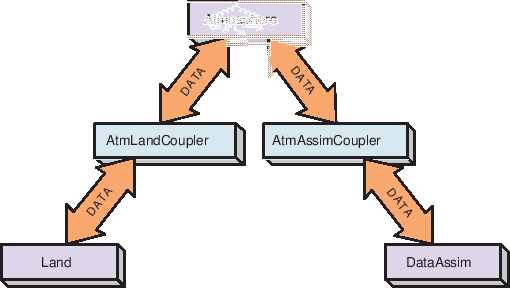 DATA
DATA
AtmLandCoupler
AtmAssimCoupler
DATA
DATA
Land
DataAssim